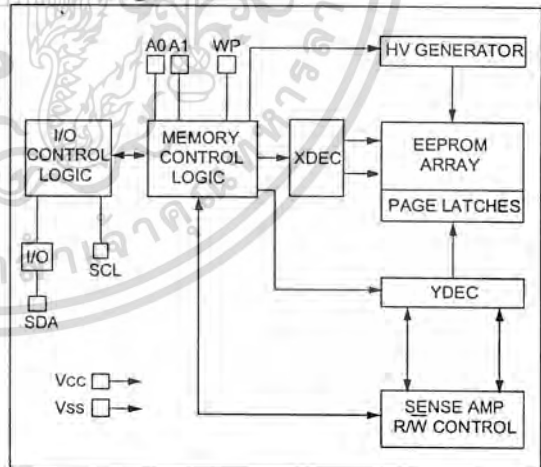 A0 A1 WP
HV GENERATOR
I/O
CONTROL
LOGIC
MEMORY
CONTROL
LOGIC
XDEC
EEPROM
ARRAY
PAGE LATCHES
I/O
SCL
SDA
YDEC
Vcc
Vss
SENSE AMP
R/W̅ CONTROL